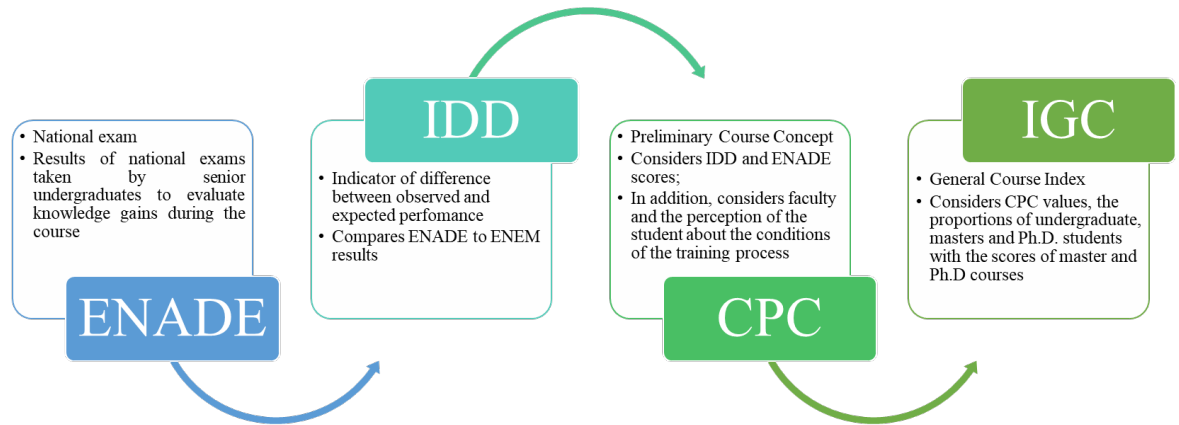 • National exam
• Results of national exams
taken by senior
undergraduates to evaluate
knowledge gains during the
course
ENADE
IDD
• Indicator of difference
between observed and
expected perfomance
• Compares ENADE to ENEM
results
• Preliminary Course Concept
• Considers IDD and ENADE
scores;
• In addition, considers faculty
and the perception of the
student about the conditions
of the training process
CPC
IGC
• General Course Index
• Considers CPC values, the
proportions of undergraduate,
masters and Ph.D. students
with the scores of master and
Ph.D courses